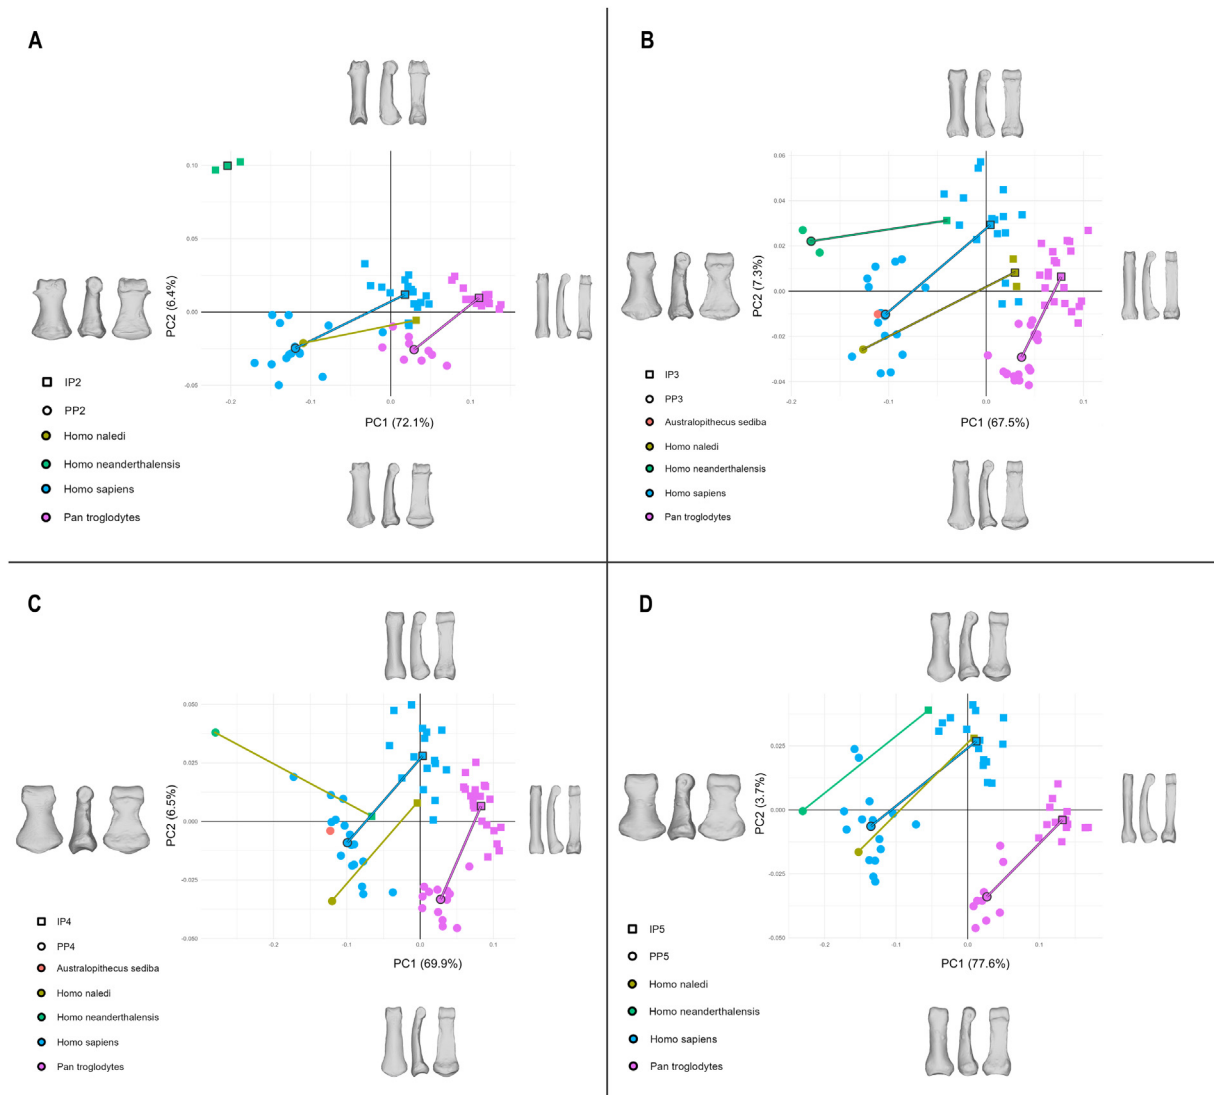 A
0.10
0.05
0.00
-0.05
-0.2
-0.1
0.0
0.1
PC2 (6.4%)
PC1 (72.1%)
IP2
PP2
Homo naledi
Homo neanderthalensis
Homo sapiens
Pan troglodytes
B
0.06
0.04
0.02
0.00
-0.02
-0.04
-0.2
-0.1
0.0
0.1
PC2 (7.3%)
PC1 (67.5%)
IP3
PP3
Australopithecus sediba
Homo naledi
Homo neanderthalensis
Homo sapiens
Pan troglodytes
C
0.050
0.025
0.000
-0.025
-0.050
-0.2
-0.1
0.0
0.1
PC2 (6.5%)
PC1 (69.9%)
IP4
PP4
Australopithecus sediba
Homo naledi
Homo neanderthalensis
Homo sapiens
Pan troglodytes
D
0.025
0.000
-0.025
-0.050
-0.2
-0.1
0.0
0.1
PC2 (3.7%)
PC1 (77.6%)
IP5
PP5
Homo naledi
Homo neanderthalensis
Homo sapiens
Pan troglodytes